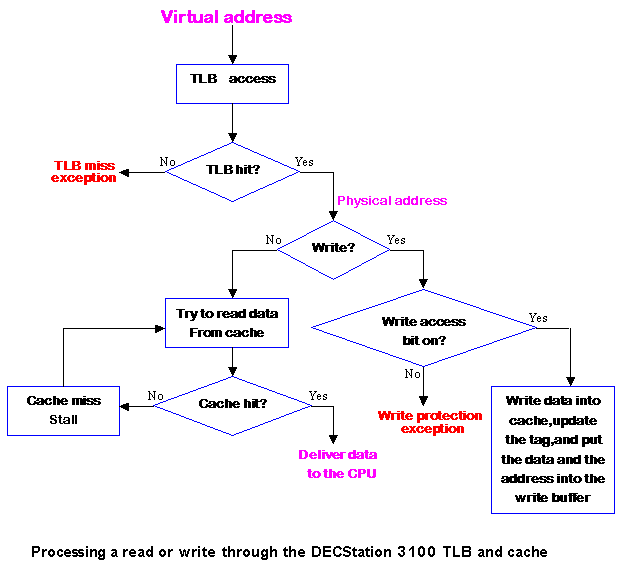 Virtual address
TLB access
TLB hit?
No
Yes
TLB miss
exception
Physical address
Write?
No
Yes
Try to read data
From cache
Write access
bit on?
Yes
No
Cache miss
Stall
No
Cache hit?
Yes
Write protection
exception
Write data into
cache,update
the tag,and put
the data and the
address into the
write buffer
Deliver data
to the CPU
Processing a read or write through the DECStation 3100 TLB and cache